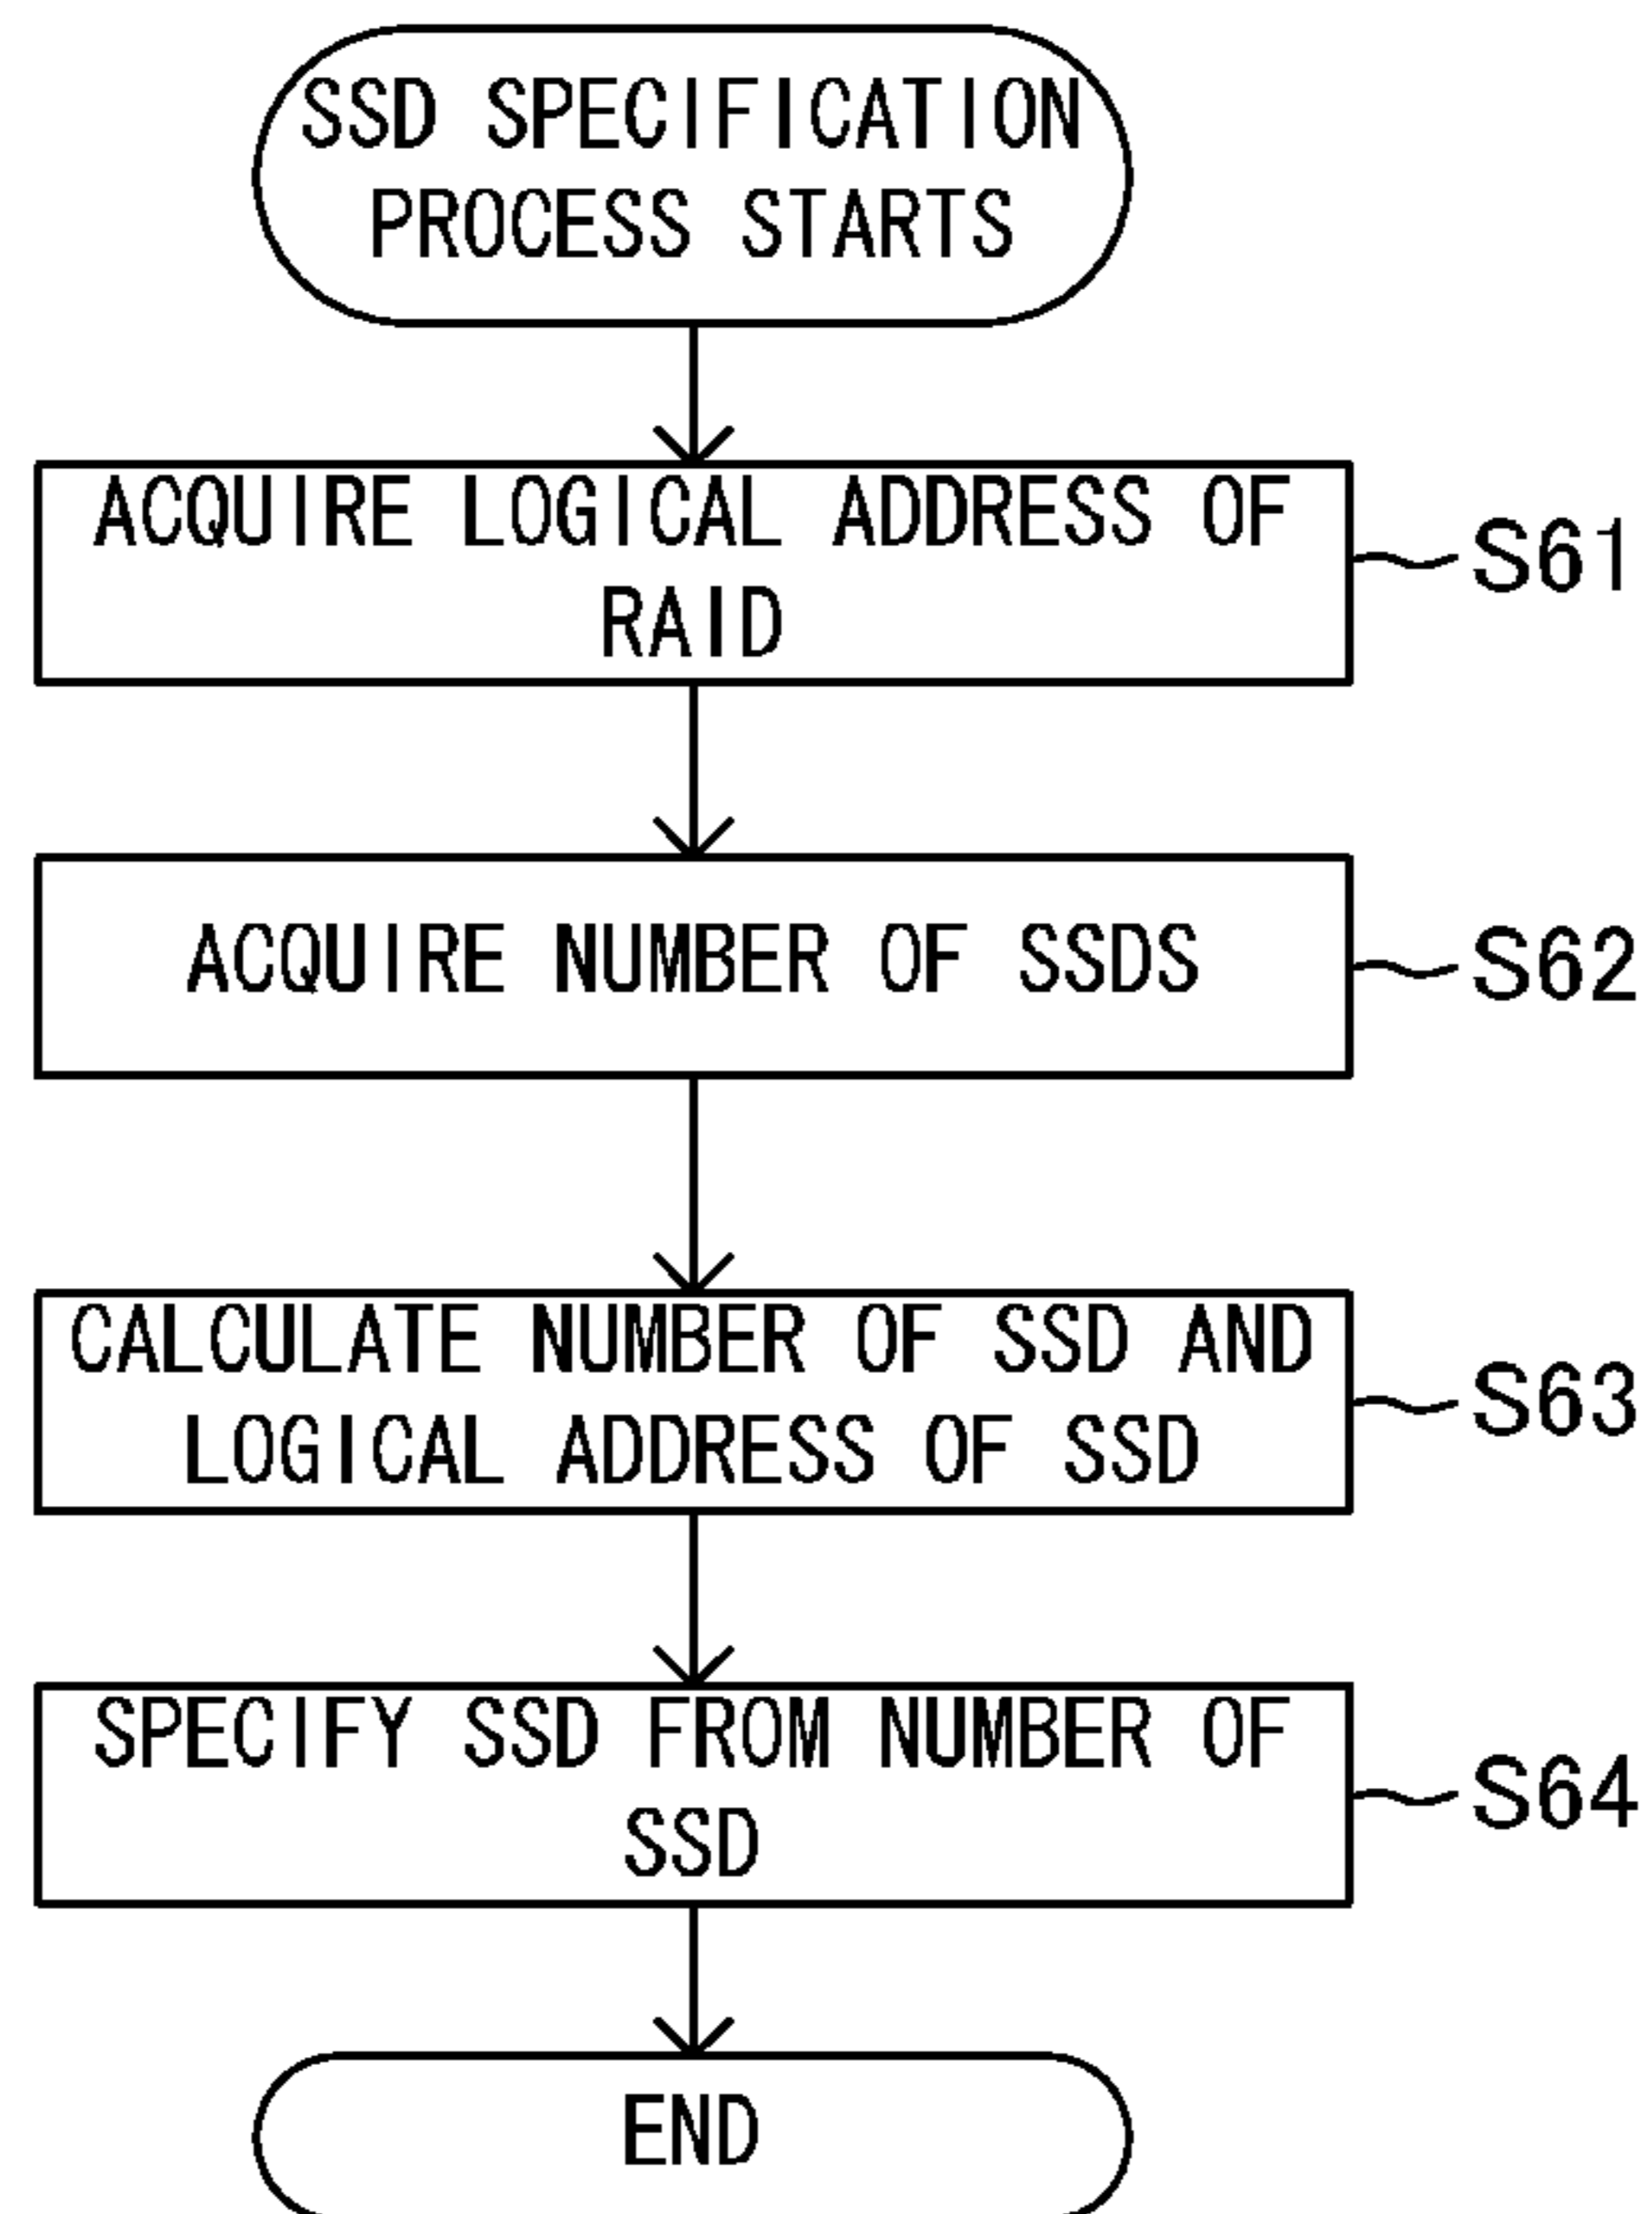 SSD SPECIFICATION
PROCESS STARTS
ACQUIRE LOGICAL ADDRESS OF
RAID
S61
ACQUIRE NUMBER OF SSDS
S62
CALCULATE NUMBER OF SSD AND
LOGICAL ADDRESS OF SSD
S63
SPECIFY SSD FROM NUMBER OF
SSD
S64
END